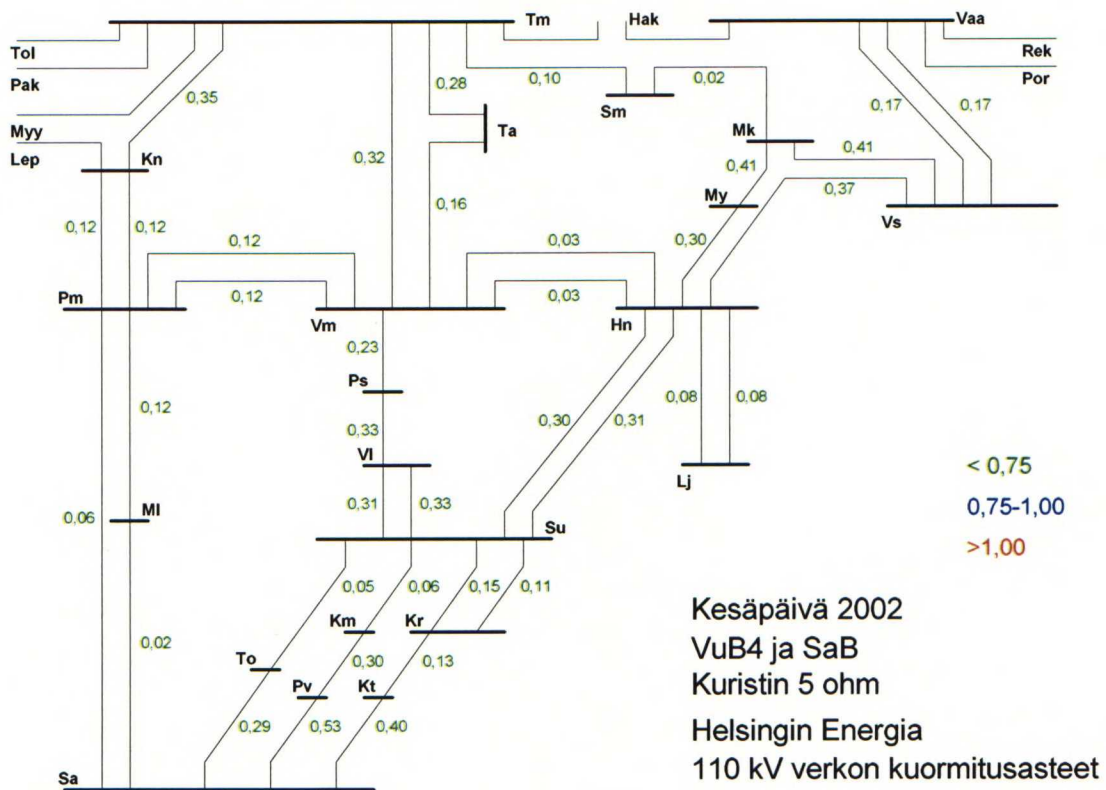 Tm
Hak
Vaa
Tol
Rek
Pak
0,28
0,10
0,02
Por
0,35
0,17
0,17
Sm
Myy
Ta
Mk
Lep
Kn
0,32
0,41
0,41
0,16
My
0,37
Vs
0,12
0,12
0,12
0,03
0,30
Pm
0,12
0,03
Vm
Hn
0,23
Ps
0,12
0,30
0,31
0,08
0,08
0,33
Vl
Lj
< 0,75
0,06
Ml
0,31
0,33
0,75-1,00
Su
>1,00
0,05
0,06
0,15
0,11
Kesäpäivä 2002
Km
Kr
VuB4 ja SaB
0,02
To
0,30
0,13
Kuristin 5 ohm
Pv
Kt
0,29
0,53
0,40
Helsingin Energia
Sa
110 kV verkon kuormitusasteet